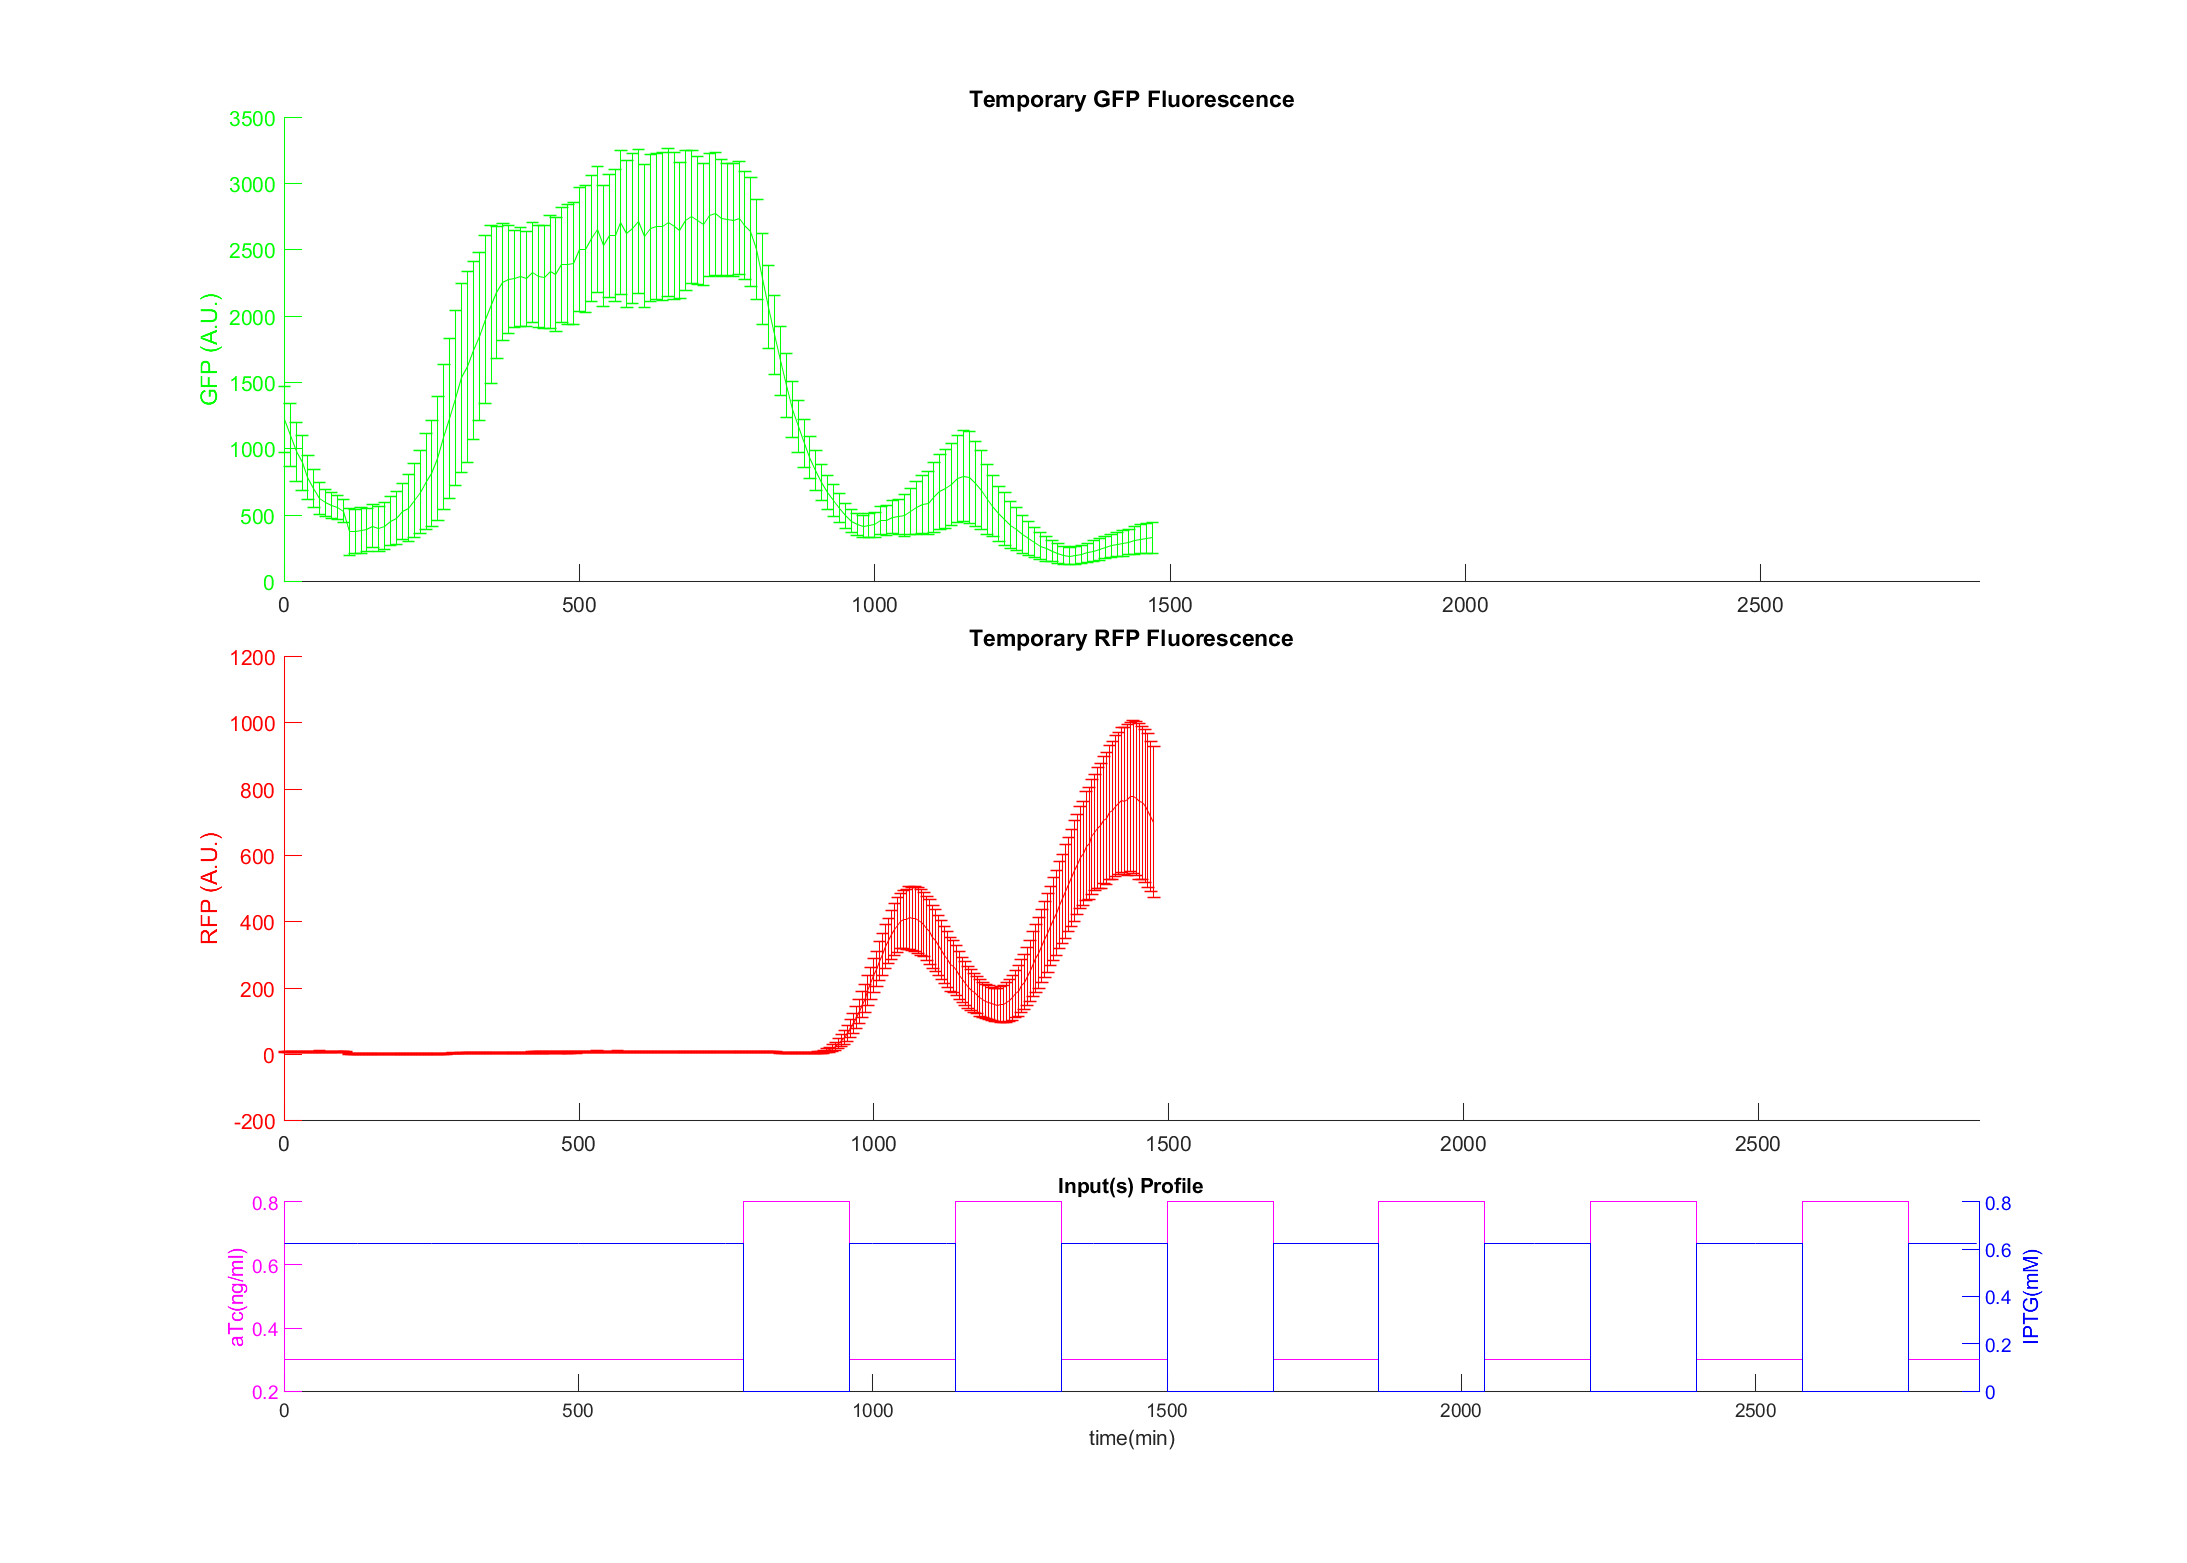 Temporary GFP Fluorescence
3500
3000
2500
2000
1500
1000
500
0
GFP (A.U.)
0 500 1000 1500 2000 2500
Temporary RFP Fluorescence
1200
1000
800
600
400
200
0
-200
RFP (A.U.)
0 500 1000 1500 2000 2500
Input(s) Profile
0.8
0.6
0.4
0.2
aTc(ng/ml)
0.8
0.6
0.4
0.2
0
IPTG(mM)
0 500 1000 1500 2000 2500
time(min)